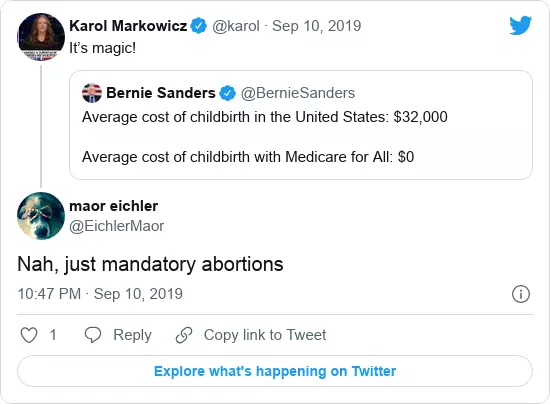 Karol Markowicz @karol · Sep 10, 2019
It's magic!
Bernie Sanders @BernieSanders
Average cost of childbirth in the United States: $32,000
Average cost of childbirth with Medicare for All: $0
maor eichler
@EichlerMaor
Nah, just mandatory abortions
10:47 PM · Sep 10, 2019
1 Reply Copy link to Tweet
Explore what's happening on Twitter